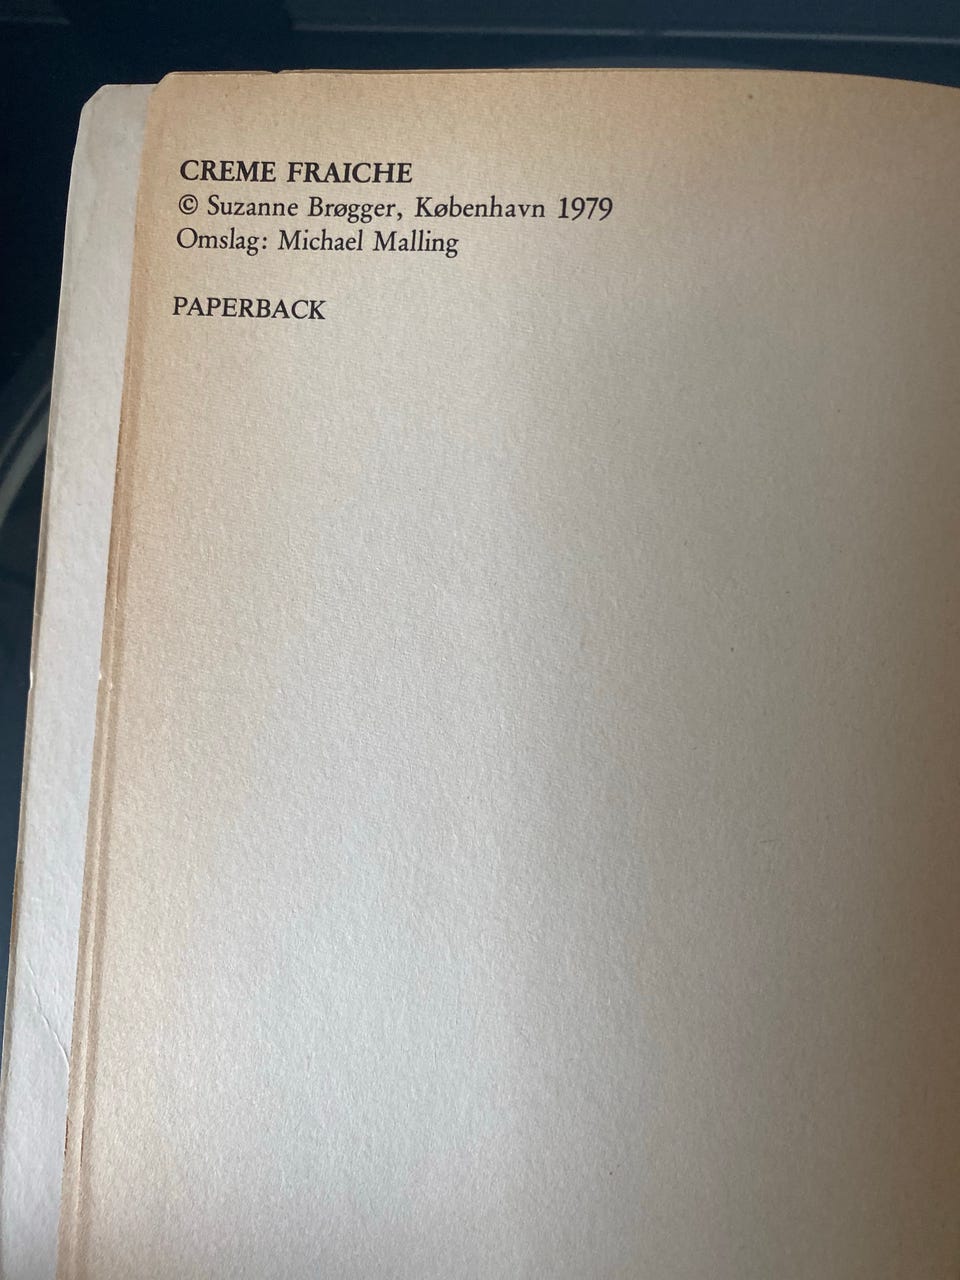 CREME FRAICHE
© Suzanne Brøgger, København 1979
Omslag: Michael Malling
PAPERBACK